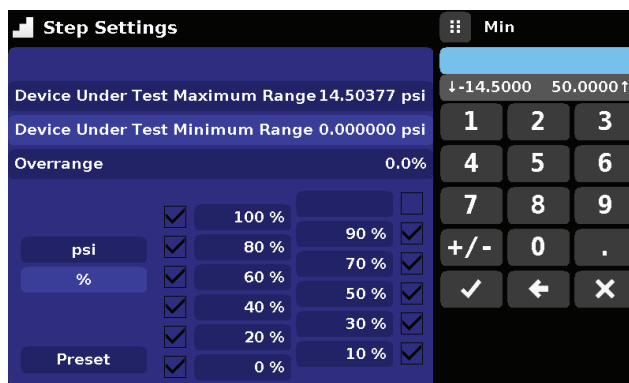 Step Settings
Min
Device Under Test Maximum Range 14.50377 psi
Device Under Test Minimum Range 0.000000 psi
Overrange 0.0%
psi
%
Preset
100 %
90 %
80 %
70 %
60 %
50 %
40 %
30 %
20 %
10 %
0 %
↓-14.5000 50.0000↑
1 2 3
4 5 6
7 8 9
+/- 0 .